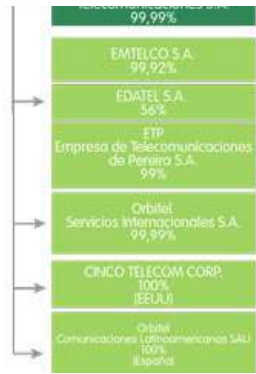 Telecomunicaciones S.A.
99,99%
EMTELCO S.A.
99,92%
EDATEL S.A.
56%
ETP
Empresa de Telecomunicaciones
de Pereira S.A.
99%
Orbitel
Servicios Internacionales S.A.
99,99%
CINCO TELECOM CORP.
100%
(EEUU)
Orbitel
Comunicaciones Latinoamericanas SAU
100%
(España)